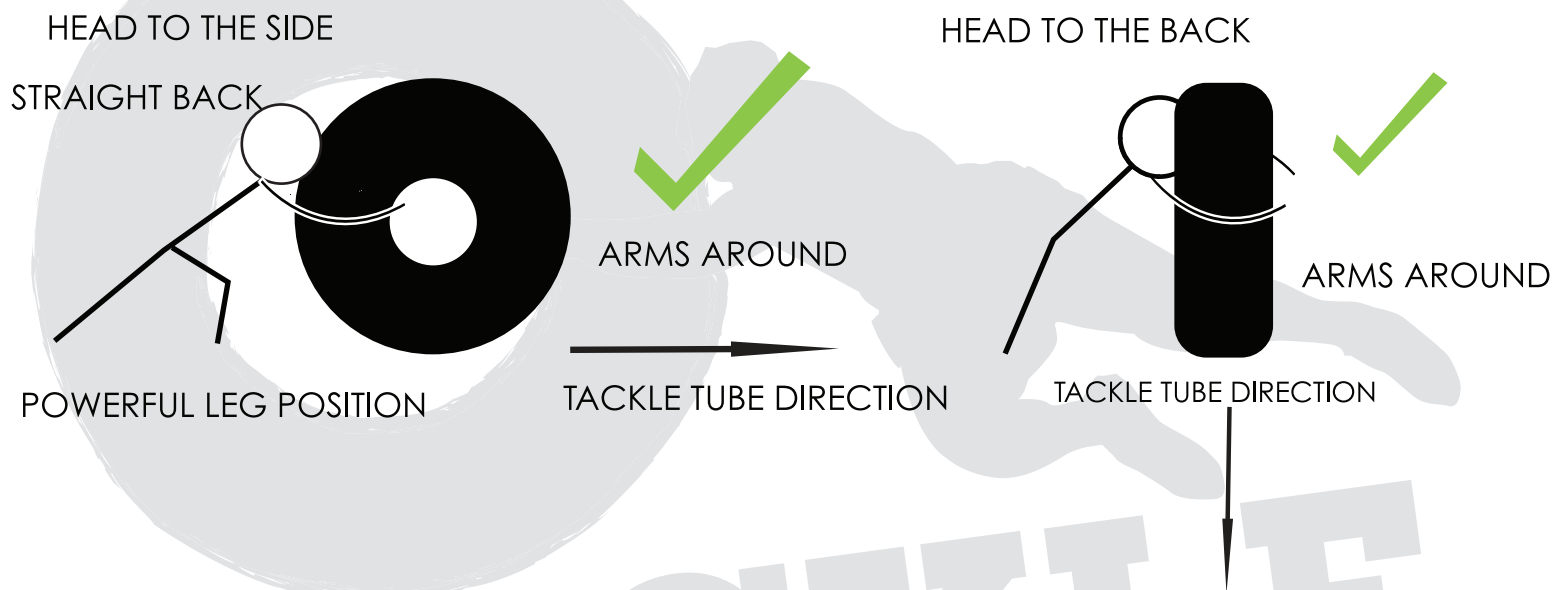 HEAD TO THE SIDE
STRAIGHT BACK
ARMS AROUND
POWERFUL LEG POSITION
TACKLE TUBE DIRECTION
HEAD TO THE BACK
ARMS AROUND
TACKLE TUBE DIRECTION